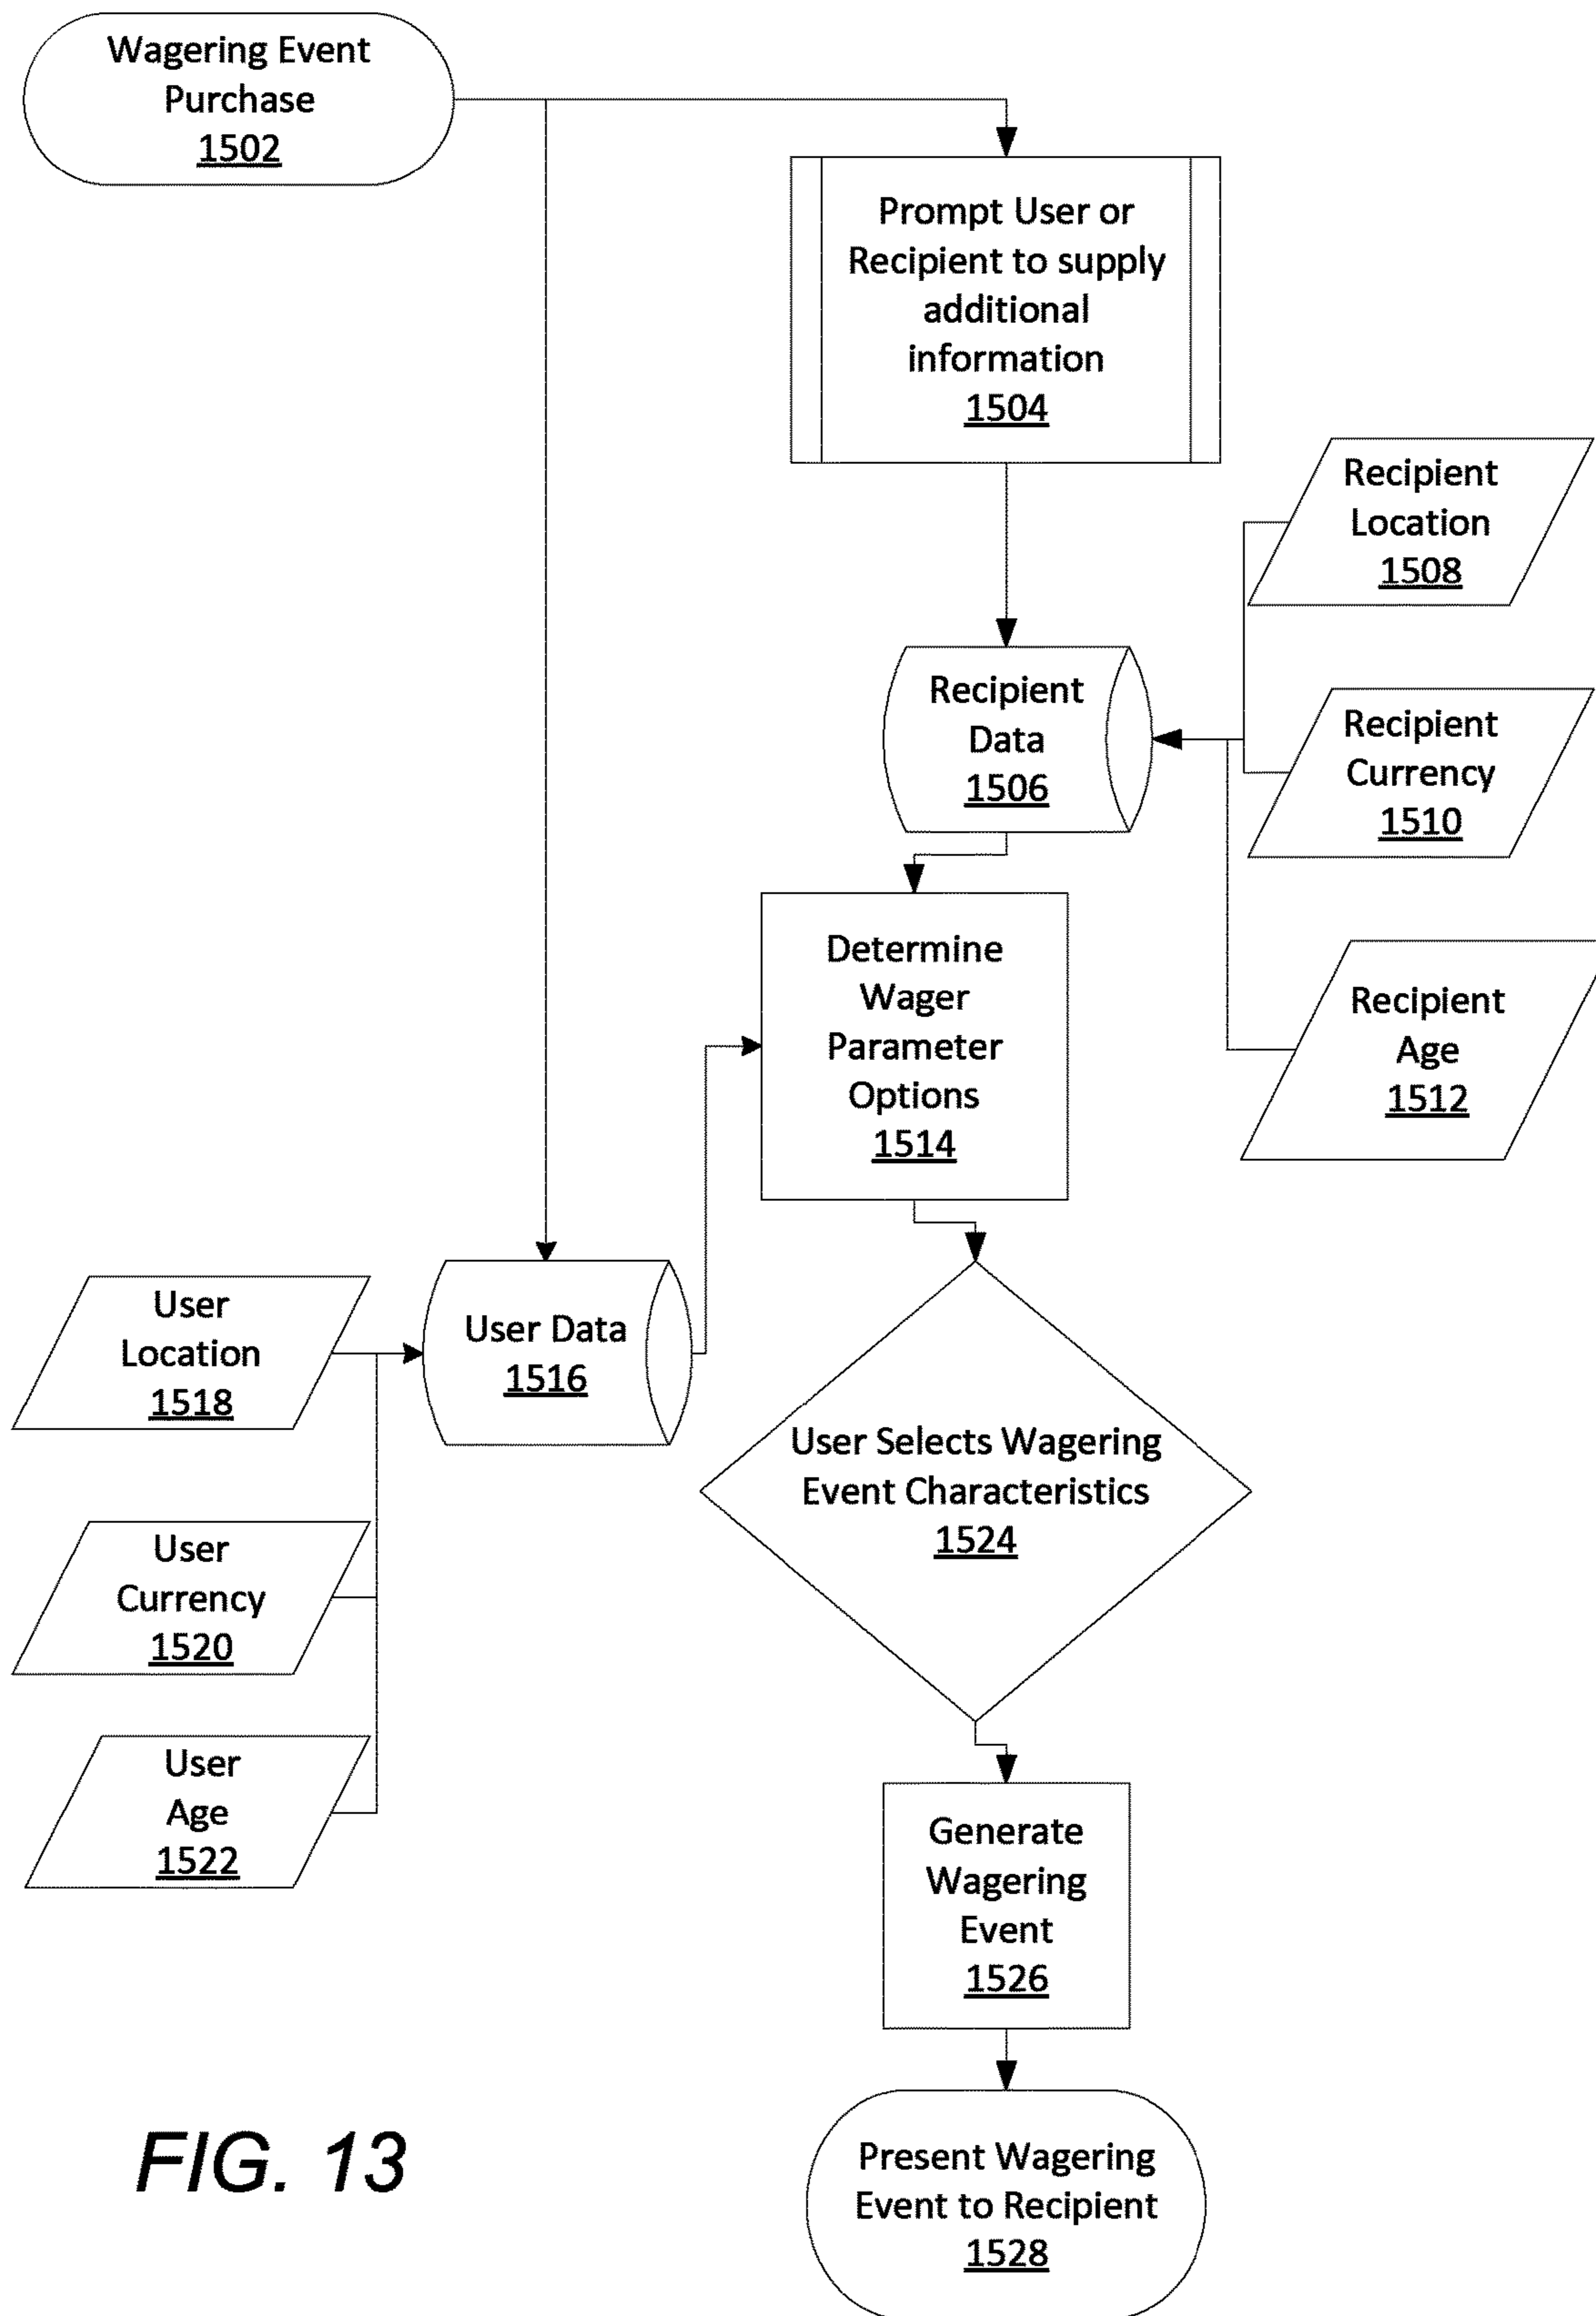 Wagering Event
Purchase
1502
Prompt User or
Recipient to supply
additional
information
1504
Recipient
Location
1508
Recipient
Data
1506
Recipient
Currency
1510
Determine
Wager
Parameter
Options
1514
Recipient
Age
1512
User
Location
1518
User Data
1516
User
Currency
1520
User
Age
1522
User Selects Wagering
Event Characteristics
1524
Generate
Wagering
Event
1526
Present Wagering
Event to Recipient
1528
FIG. 13